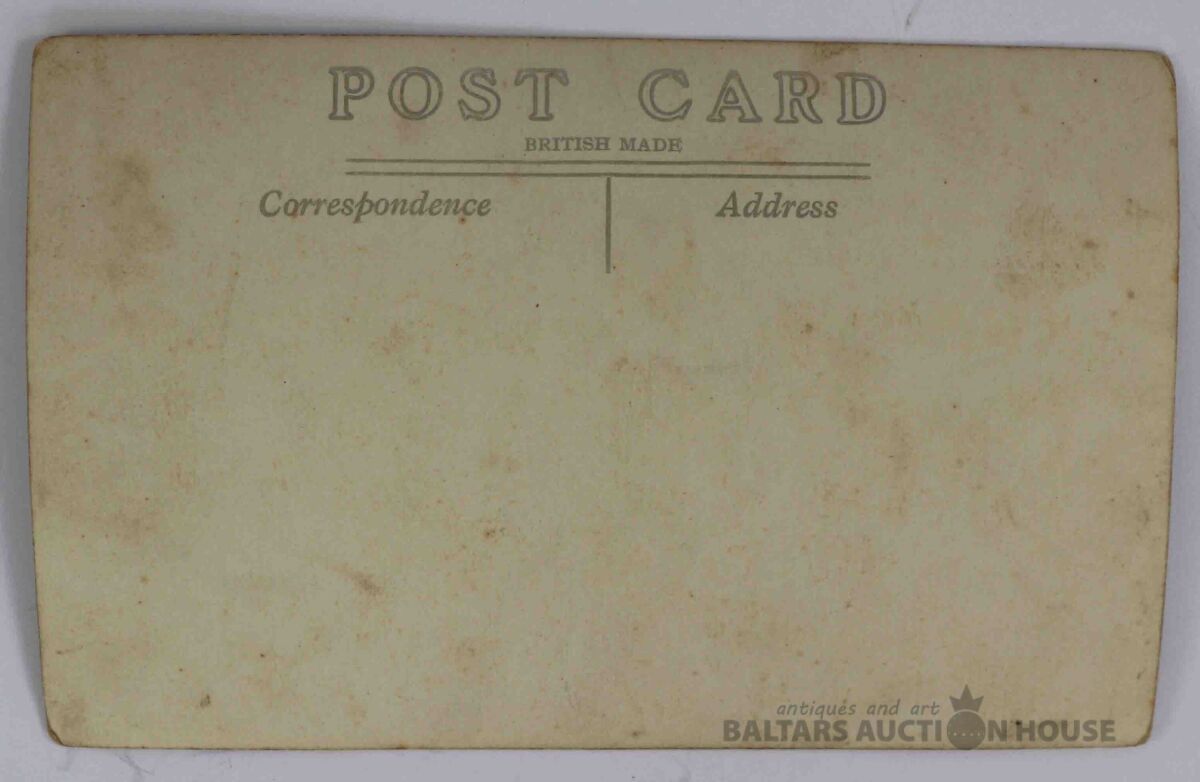 POST CARD
BRITISH MADE
Correspondence
Address
antiques and art
BALTARS AUCTION HOUSE